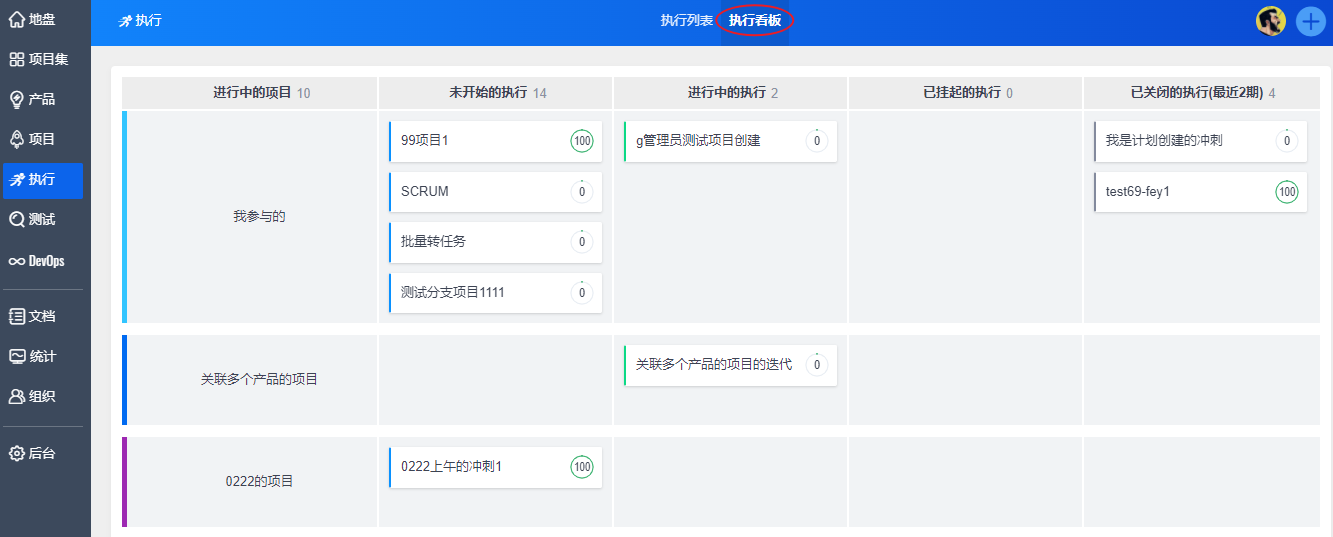 地盘
项目集
产品
项目
执行
测试
DevOps
文档
统计
组织
后台
执行
执行列表 执行看板
进行中的项目 10 未开始的执行 14 进行中的执行 2 已挂起的执行 0 已关闭的执行(最近2期) 4
我参与的
99项目1 100
SCRUM 0
批量转任务 0
测试分支项目1111 0
g管理员测试项目创建 0
我是计划创建的冲刺 0
test69-fey1 100
关联多个产品的项目
关联多个产品的项目的迭代 0
0222的项目
0222上午的冲刺1 100